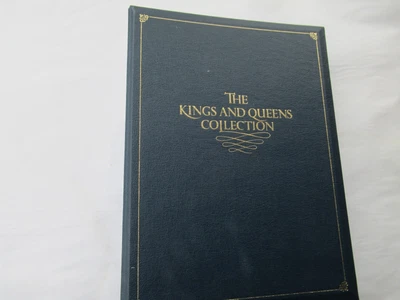 THE
KINGS AND QUEENS
COLLECTION